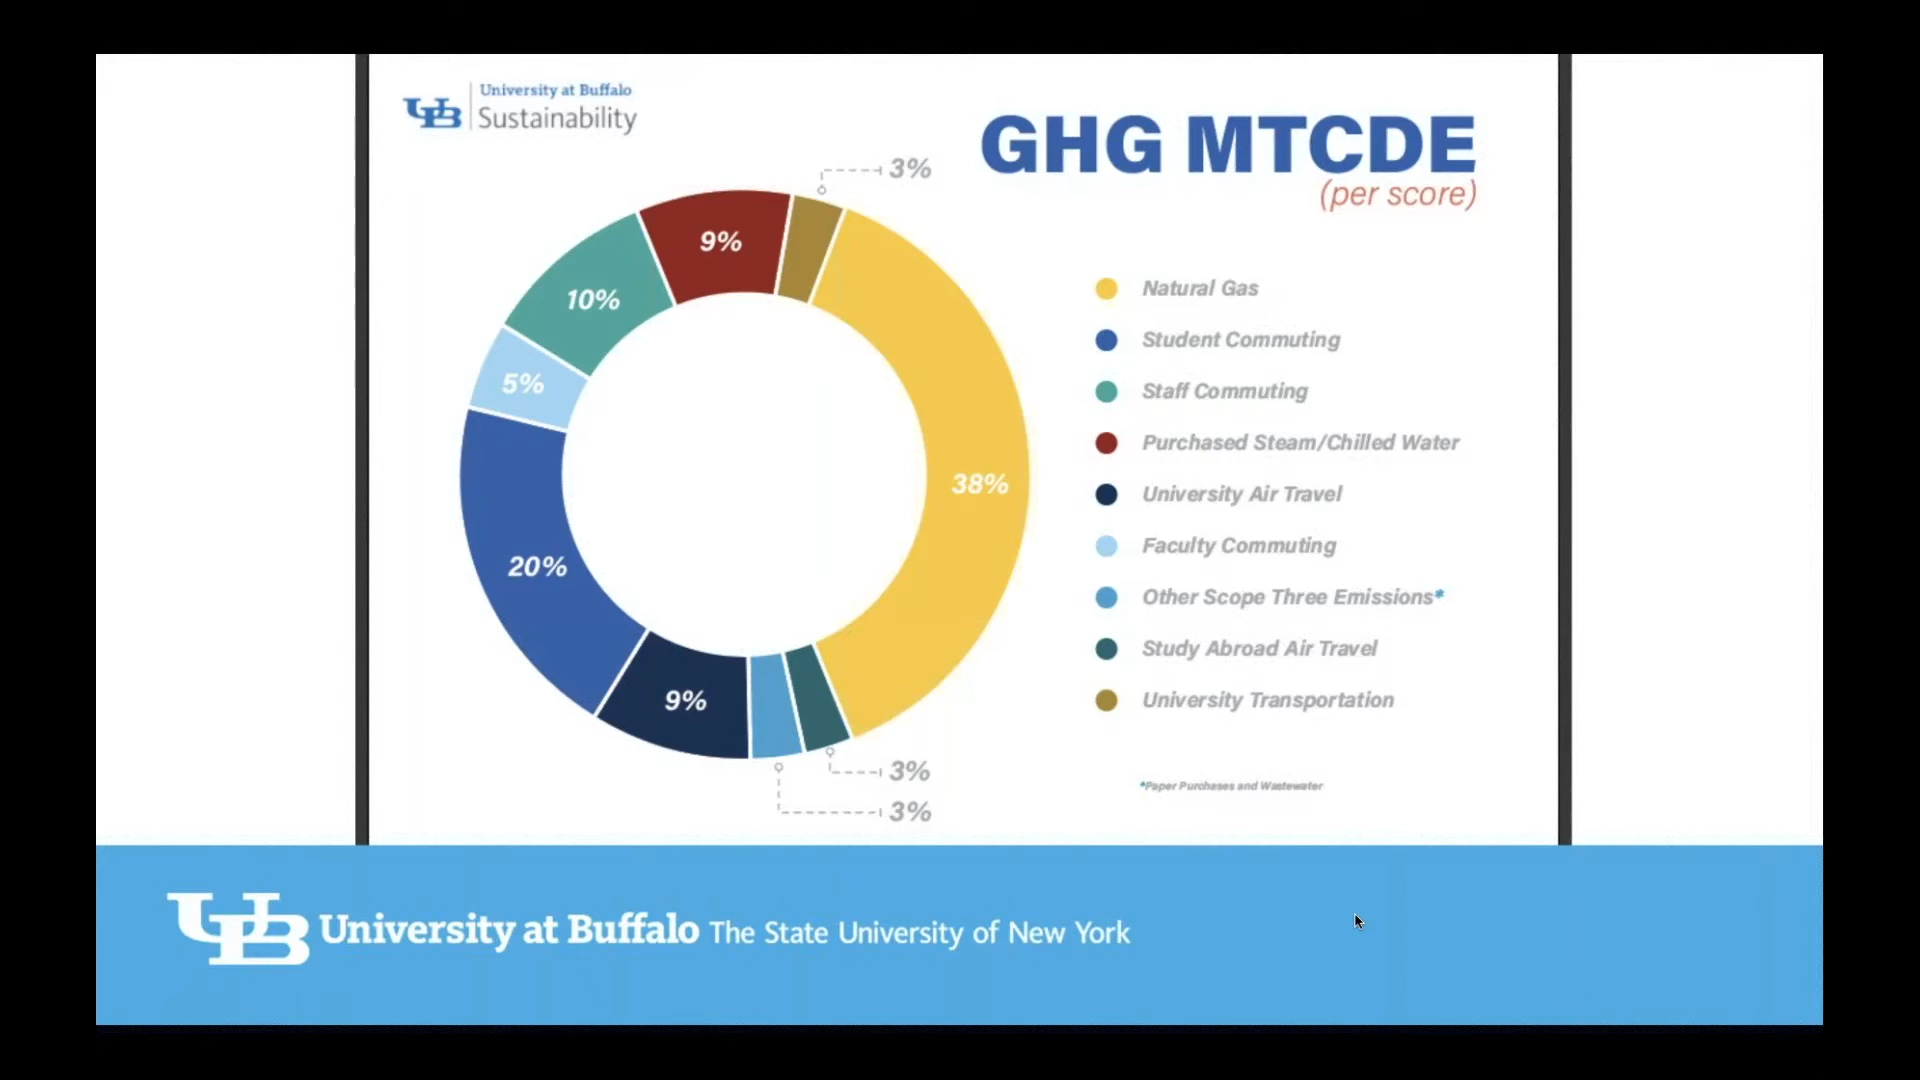 UB University at Buffalo
Sustainability
GHG MTCDE
(per score)
3%
9%
10%
5%
38%
20%
9%
3%
3%
Natural Gas
Student Commuting
Staff Commuting
Purchased Steam/Chilled Water
University Air Travel
Faculty Commuting
Other Scope Three Emissions*
Study Abroad Air Travel
University Transportation
*Paper Purchases and Wastewater
UB University at Buffalo The State University of New York